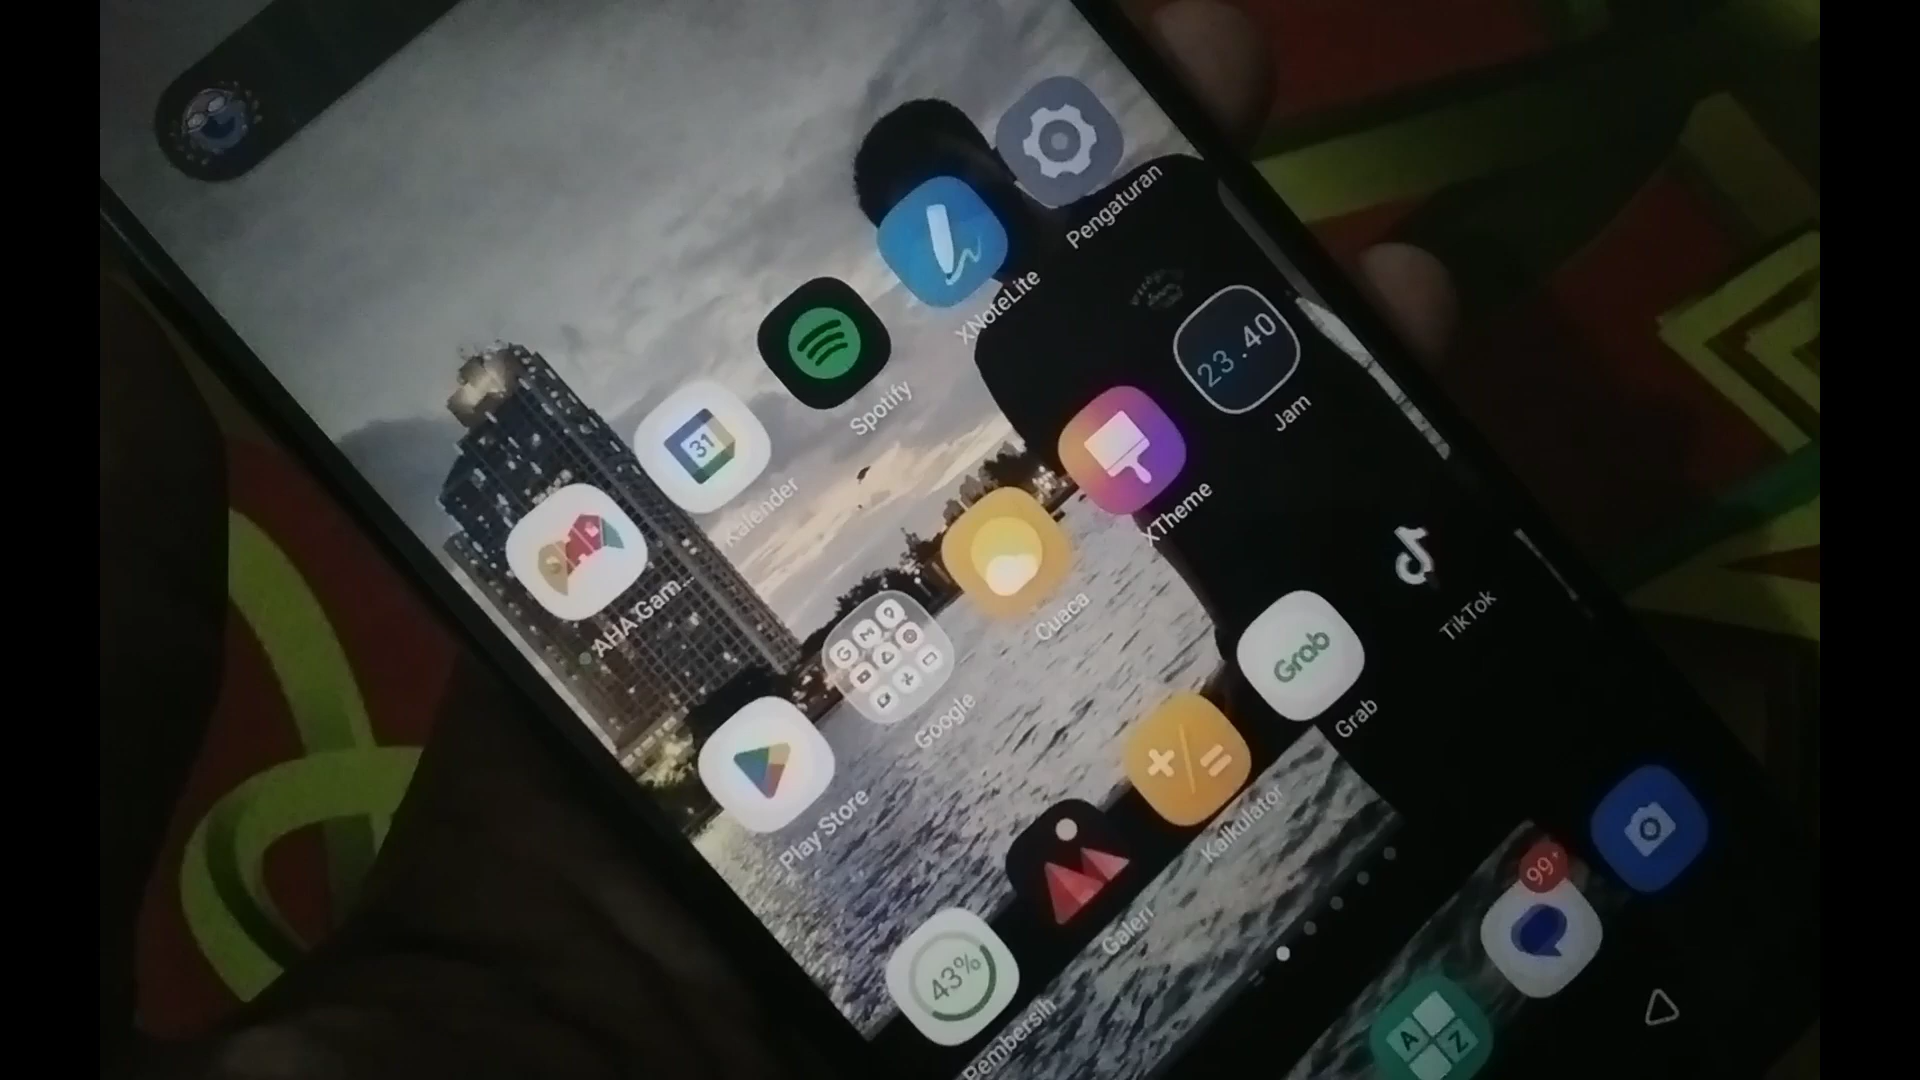 Pengaturan
XNoteLite
Spotify
31
Kalender
AHA Gam...
23.40
Jam
XTheme
Cuaca
Google
Play Store
TikTok
Grab
Grab
Kalkulator
Galeri
43%
Pembersih
99+
A
Z